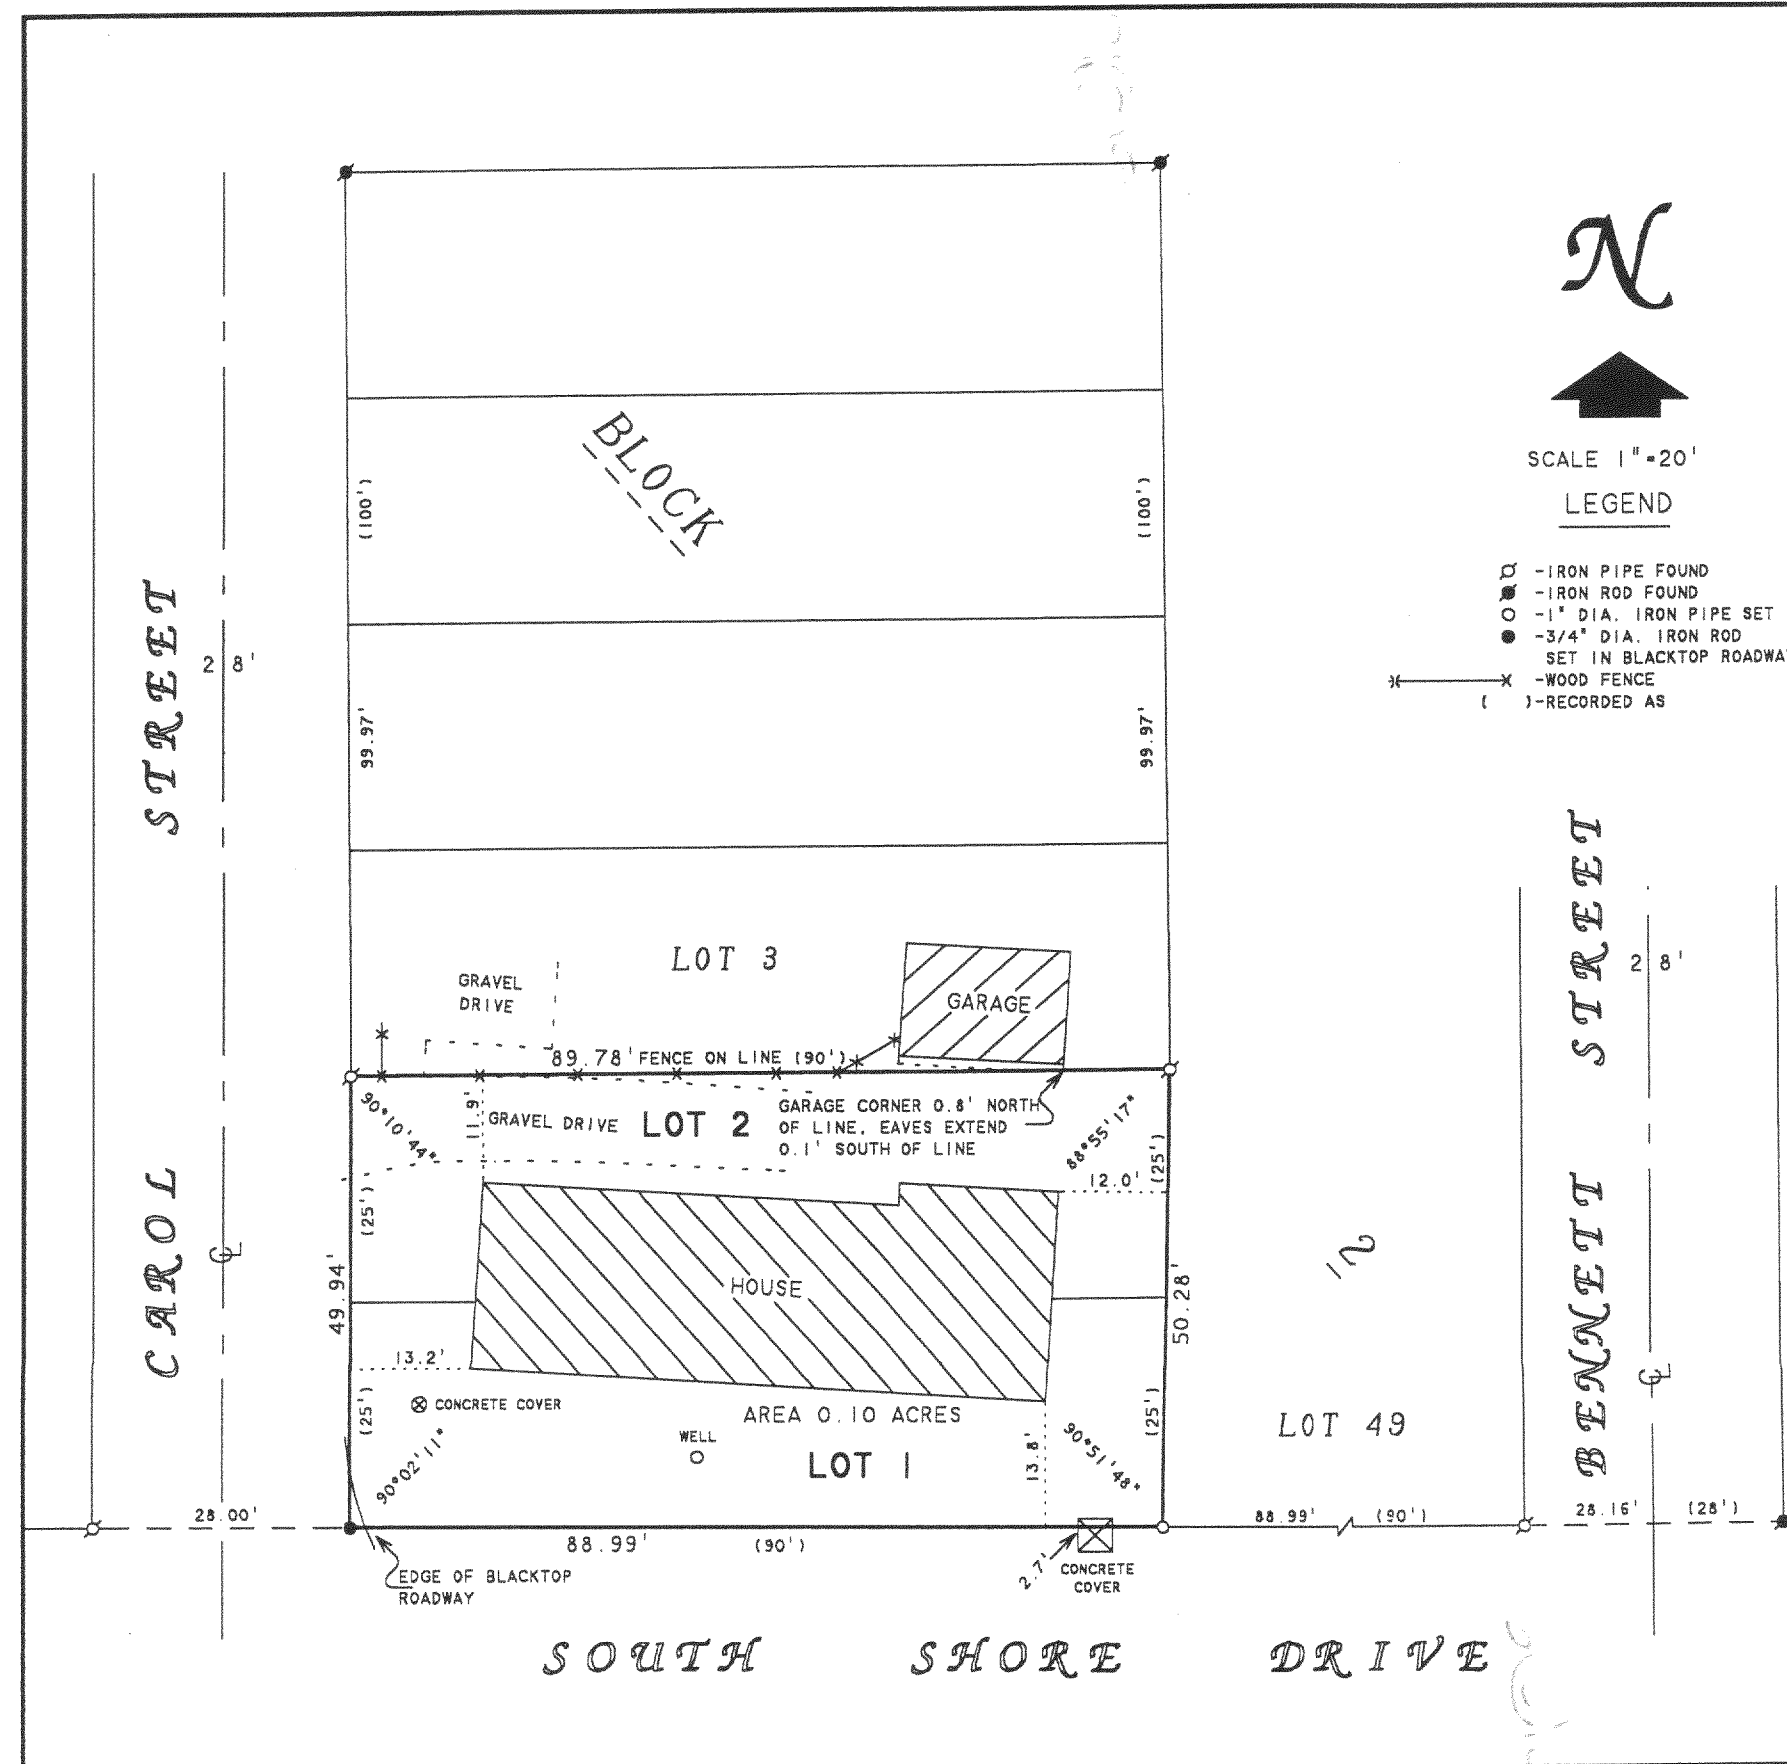 N
SCALE 1"=20'
LEGEND
-IRON PIPE FOUND
-IRON ROD FOUND
-1" DIA. IRON PIPE SET
-3/4" DIA. IRON ROD
SET IN BLACKTOP ROADWAY
-WOOD FENCE
( )-RECORDED AS
BLOCK
(100')
(100')
STREET
28'
99.97'
99.97'
STREET
28'
LOT 3
GRAVEL
DRIVE
GARAGE
89.78' FENCE ON LINE (90')
90°10'44"
11.9'
GRAVEL DRIVE
LOT 2
GARAGE CORNER 0.8' NORTH
OF LINE. EAVES EXTEND
0.1' SOUTH OF LINE
88°55'17"
(25')
12.0'
(25')
CAROL
℄
49.94'
HOUSE
50.28'
12
BENNETT
℄
13.2'
(25')
CONCRETE COVER
AREA 0.10 ACRES
WELL
LOT 1
13.8'
90°51'48"
(25')
LOT 49
90°02'11"
28.00'
88.99'
(90')
88.99'
(90')
28.16'
(28')
EDGE OF BLACKTOP
ROADWAY
2.7'
CONCRETE
COVER
SOUTH SHORE DRIVE